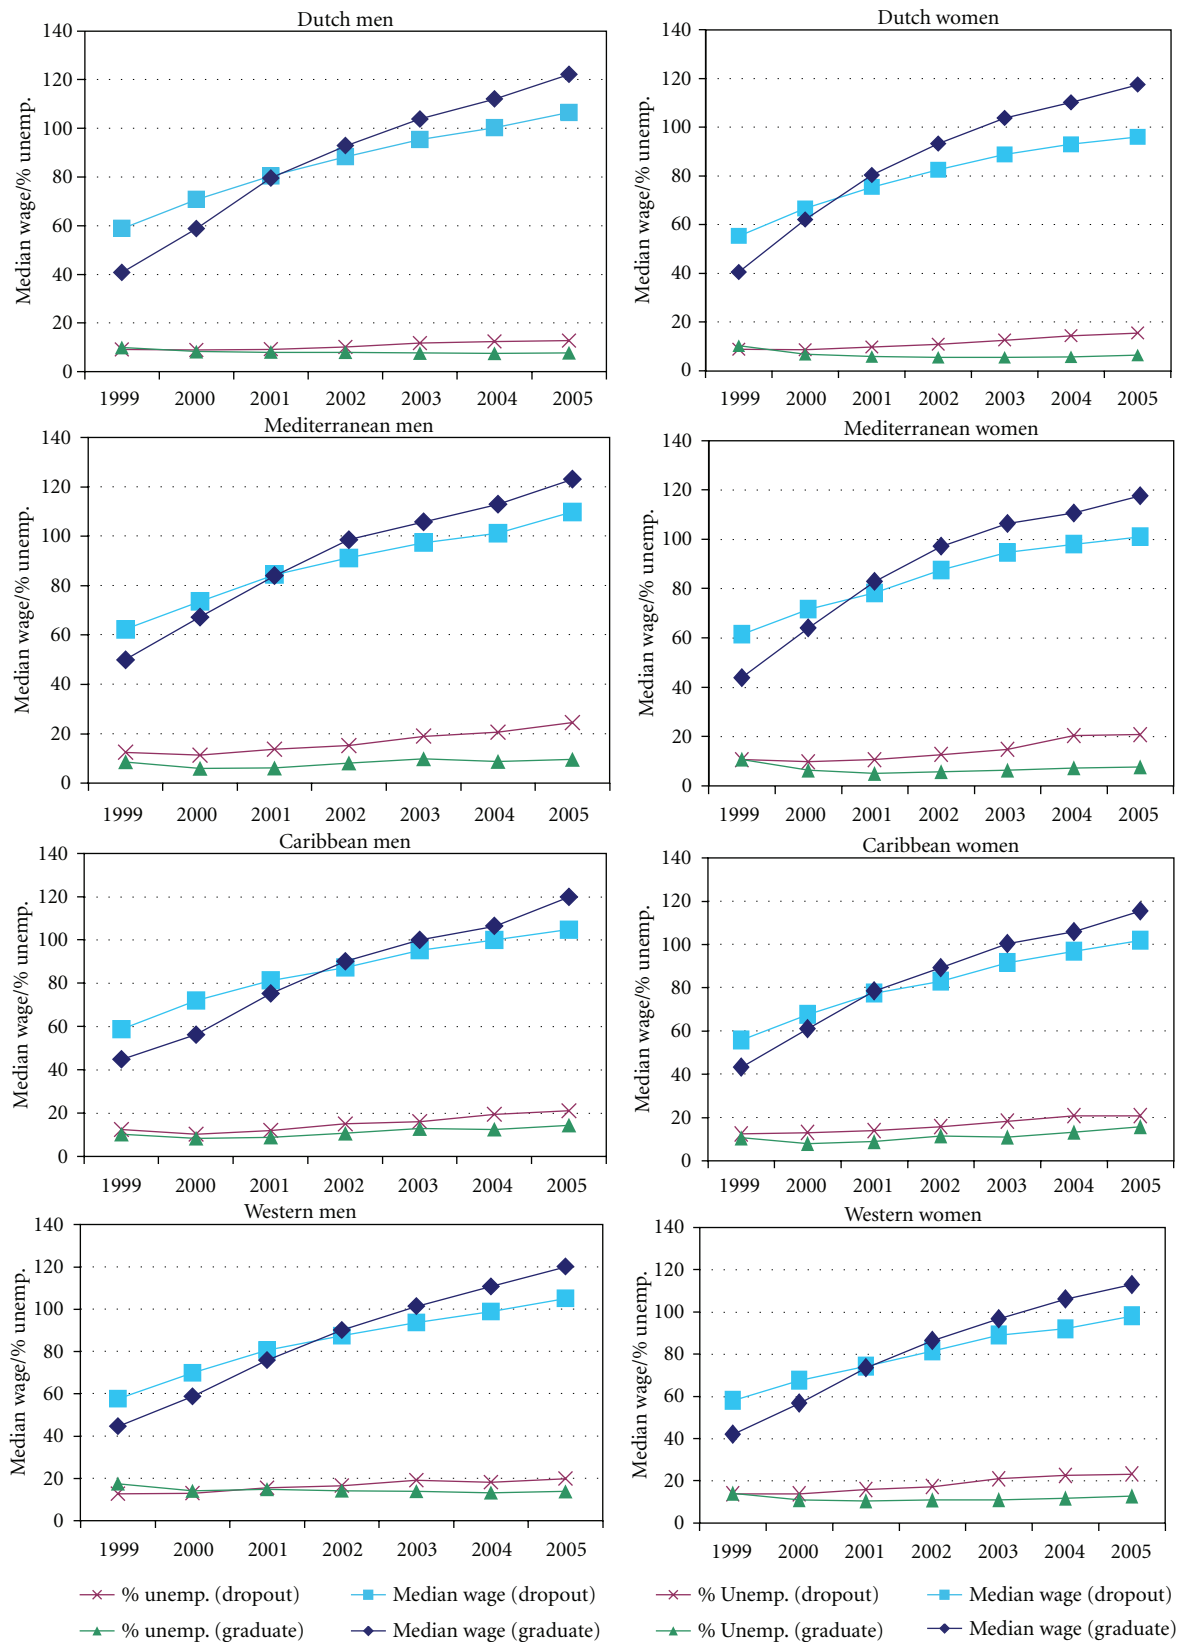 Dutch men
140
120
100
80
60
40
20
0
Median wage/% unemp.
1999 2000 2001 2002 2003 2004 2005
Dutch women
140
120
100
80
60
40
20
0
Median wage/% unemp.
1999 2000 2001 2002 2003 2004 2005
Mediterranean men
140
120
100
80
60
40
20
0
Median wage/% unemp.
1999 2000 2001 2002 2003 2004 2005
Mediterranean women
140
120
100
80
60
40
20
0
Median wage/% unemp.
1999 2000 2001 2002 2003 2004 2005
Caribbean men
140
120
100
80
60
40
20
0
Median wage/% unemp.
1999 2000 2001 2002 2003 2004 2005
Caribbean women
140
120
100
80
60
40
20
0
Median wage/% unemp.
1999 2000 2001 2002 2003 2004 2005
Western men
140
120
100
80
60
40
20
0
Median wage/% unemp.
1999 2000 2001 2002 2003 2004 2005
Western women
140
120
100
80
60
40
20
0
Median wage/% unemp.
1999 2000 2001 2002 2003 2004 2005
% unemp. (dropout) Median wage (dropout)
% unemp. (graduate) Median wage (graduate)
% Unemp. (dropout) Median wage (dropout)
% Unemp. (graduate) Median wage (graduate)